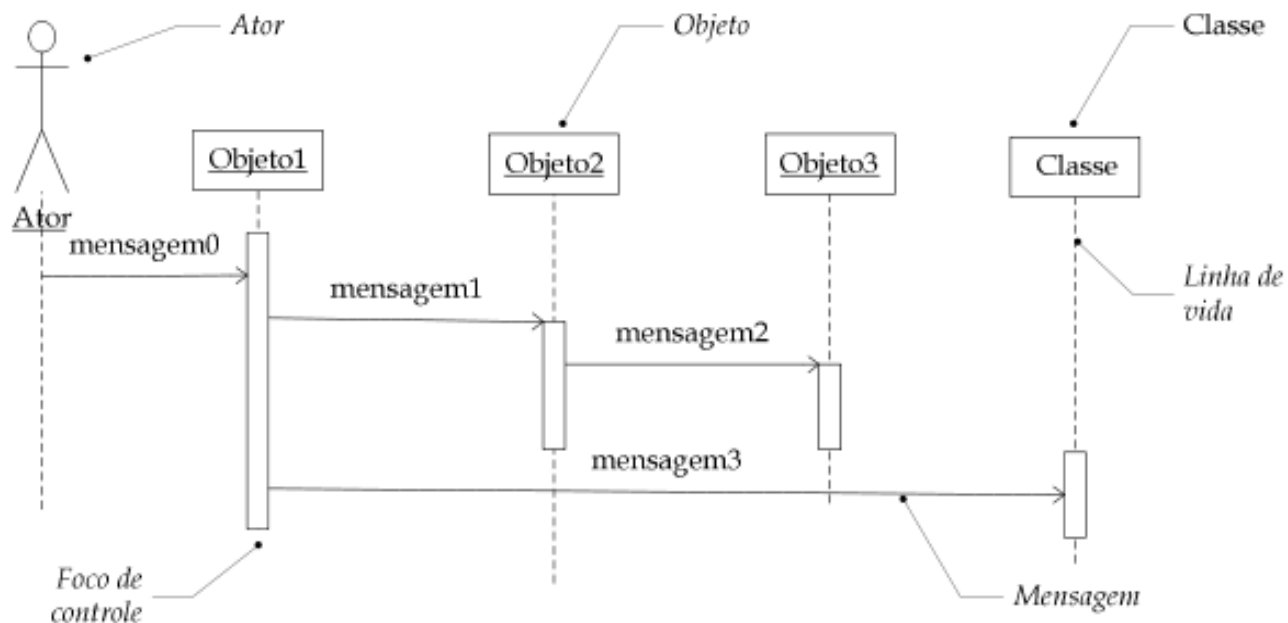 Ator
Objeto
Classe
Objeto1
Objeto2
Objeto3
Classe
Ator
mensagem0
mensagem1
mensagem2
Linha de
vida
mensagem3
Foco de
controle
Mensagem